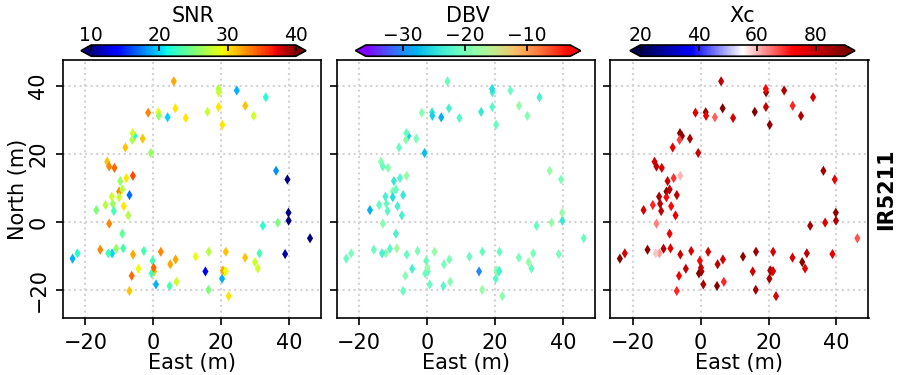 SNR DBV Xc
10 20 30 40 −30 −20 −10 20 40 60 80
40
20
0
−20
North (m)
IR5211
−20 0 20 40 −20 0 20 40 −20 0 20 40
East (m) East (m) East (m)